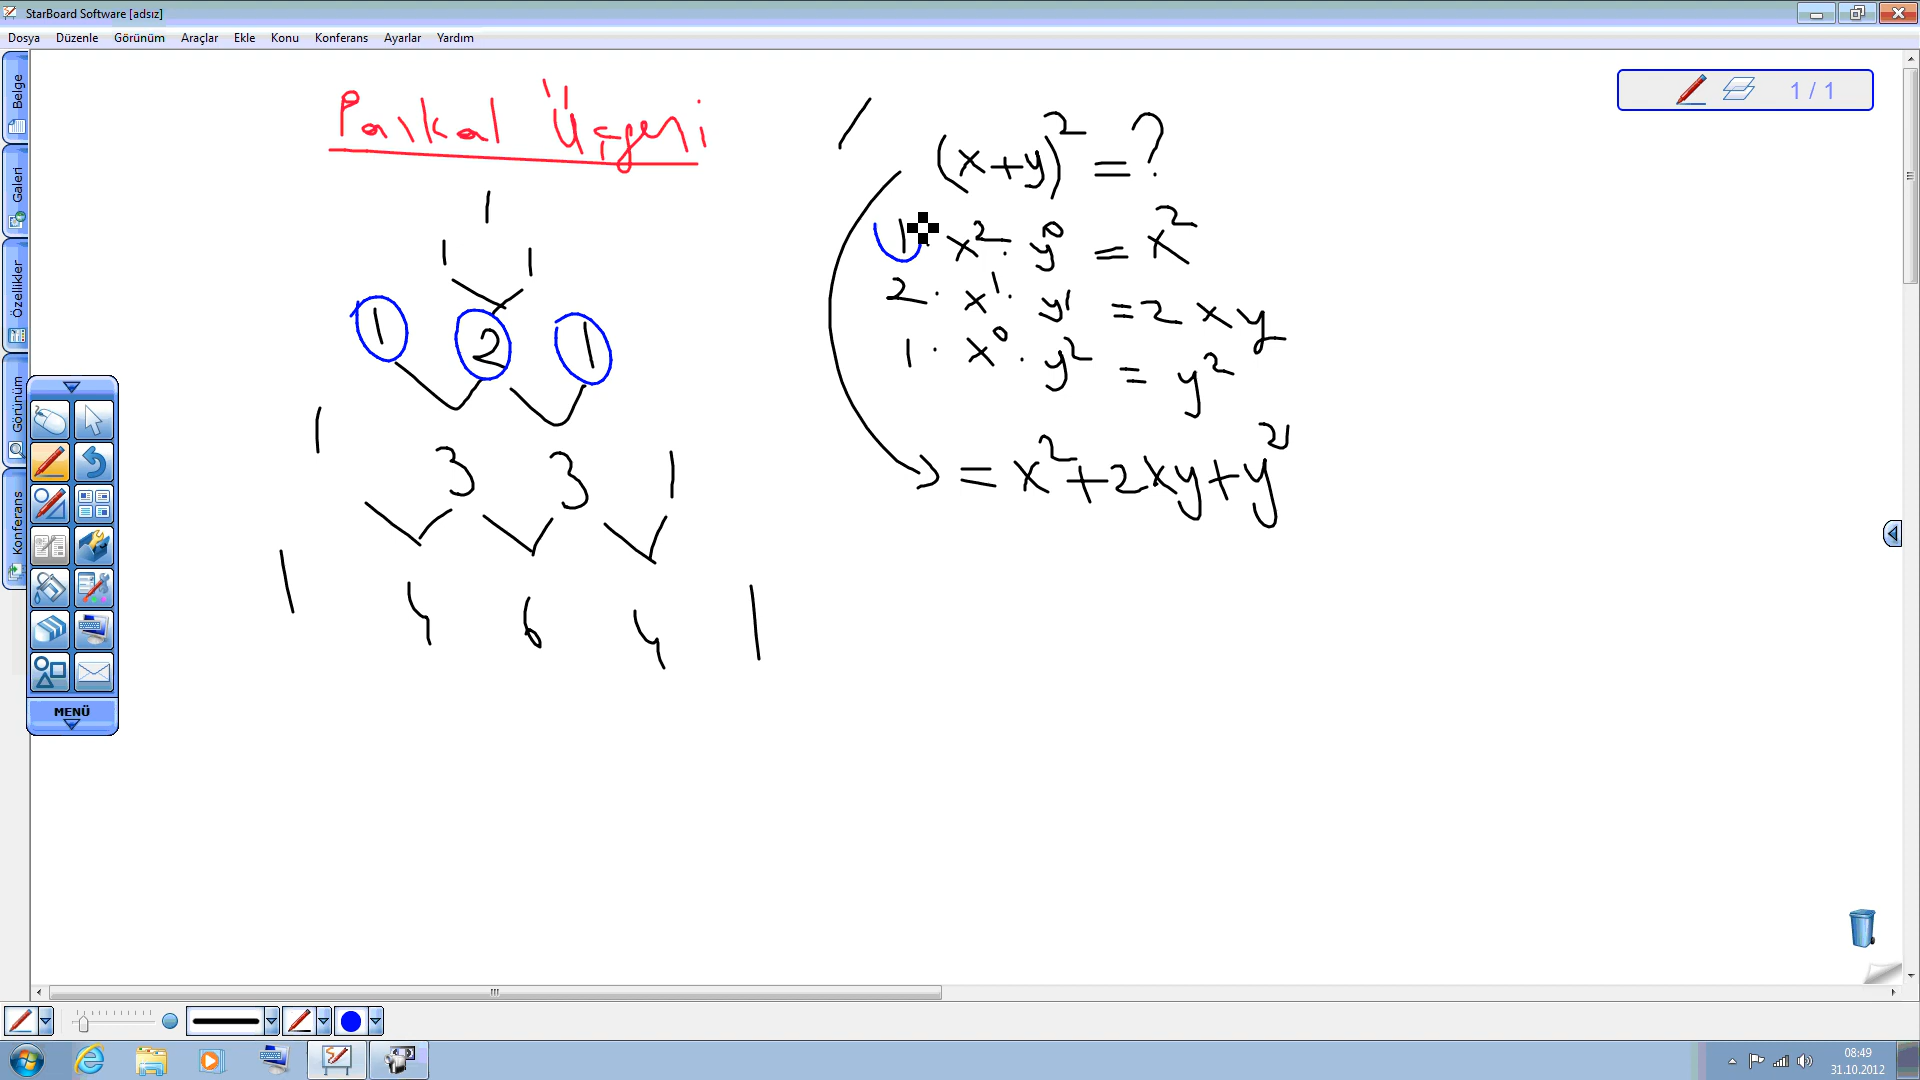 StarBoard Software [adsız]
Dosya Düzenle Görünüm Araçlar Ekle Konu Konferans Ayarlar Yardım
Belge
Galeri
Özellikler
Görünüm
Konferans
MENÜ
1 / 1
Paskal Üçgeni
1
1 1
1 2 1
1 3 3 1
1 4 6 4 1
(x+y)² = ?
1 · x² · y⁰ = x²
2 · x¹ · y¹ = 2xy
1 · x⁰ · y² = y²
= x²+2xy+y²
08:49
31.10.2012